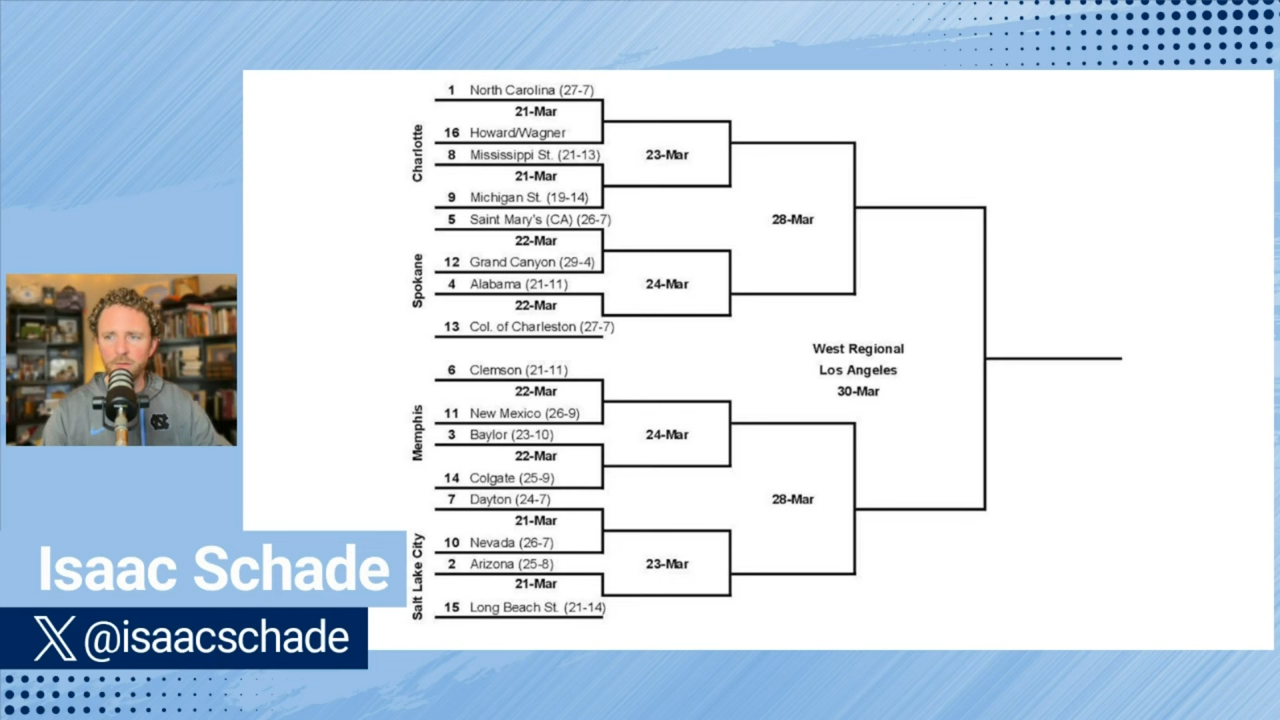 1 North Carolina (27-7)
21-Mar
16 Howard/Wagner
8 Mississippi St. (21-13)
21-Mar
9 Michigan St. (19-14)
Charlotte
23-Mar
5 Saint Mary's (CA) (26-7)
22-Mar
12 Grand Canyon (29-4)
4 Alabama (21-11)
22-Mar
13 Col. of Charleston (27-7)
Spokane
24-Mar
28-Mar
6 Clemson (21-11)
22-Mar
11 New Mexico (26-9)
3 Baylor (23-10)
22-Mar
14 Colgate (25-9)
Memphis
24-Mar
7 Dayton (24-7)
21-Mar
10 Nevada (26-7)
2 Arizona (25-8)
21-Mar
15 Long Beach St. (21-14)
Salt Lake City
23-Mar
28-Mar
West Regional
Los Angeles
30-Mar
Isaac Schade
X @isaacschade